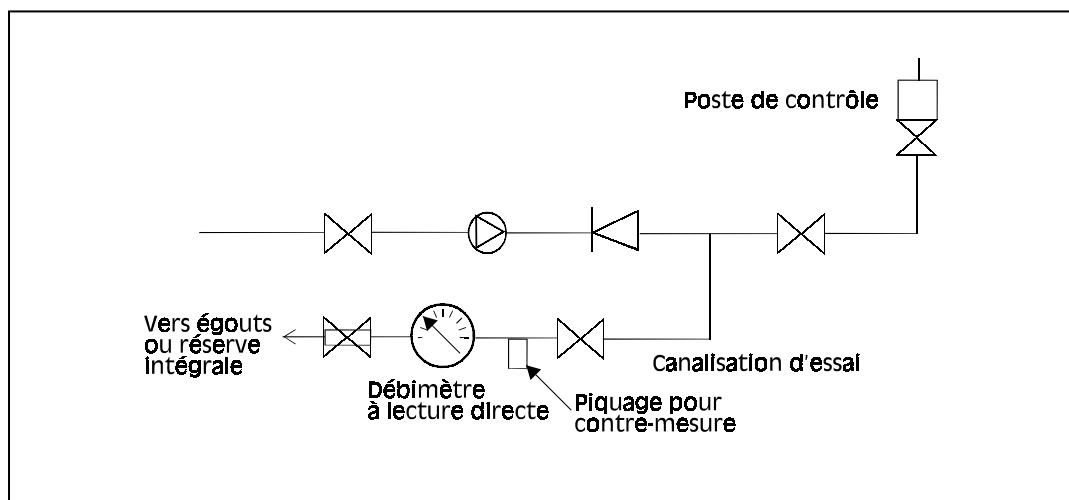 Poste de contrôle
Vers égouts
ou réserve
intégrale
Débimètre
à lecture directe
Canalisation d'essai
Piquage pour
contre-mesure